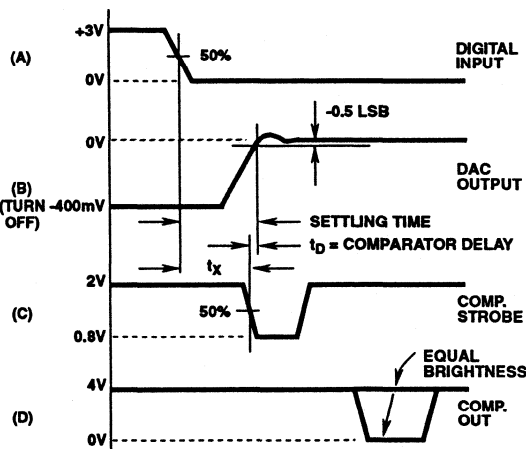 +3V
(A)
50%
DIGITAL
INPUT
0V
-0.5 LSB
0V
DAC
OUTPUT
(B)
(TURN -400mV
OFF)
SETTLING TIME
tD = COMPARATOR DELAY
tX
2V
(C)
50%
COMP.
STROBE
0.8V
EQUAL
BRIGHTNESS
4V
COMP.
OUT
(D)
0V